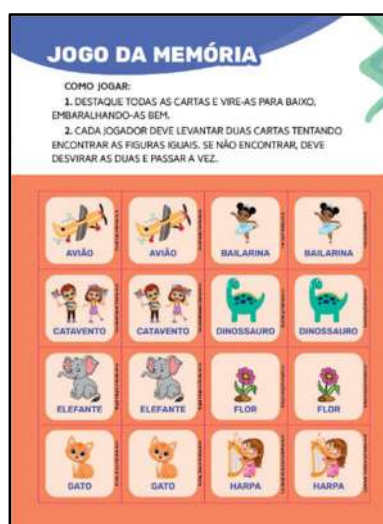 JOGO DA MEMÓRIA
COMO JOGAR:
1. DESTAQUE TODAS AS CARTAS E VIRE-AS PARA BAIXO,
EMBARALHANDO-AS BEM.
2. CADA JOGADOR DEVE LEVANTAR DUAS CARTAS TENTANDO
ENCONTRAR AS FIGURAS IGUAIS. SE NÃO ENCONTRAR, DEVE
DESVIRAR AS DUAS E PASSAR A VEZ.
AVIÃO AVIÃO BAILARINA BAILARINA
CATAVENTO CATAVENTO DINOSSAURO DINOSSAURO
ELEFANTE ELEFANTE FLOR FLOR
GATO GATO HARPA HARPA